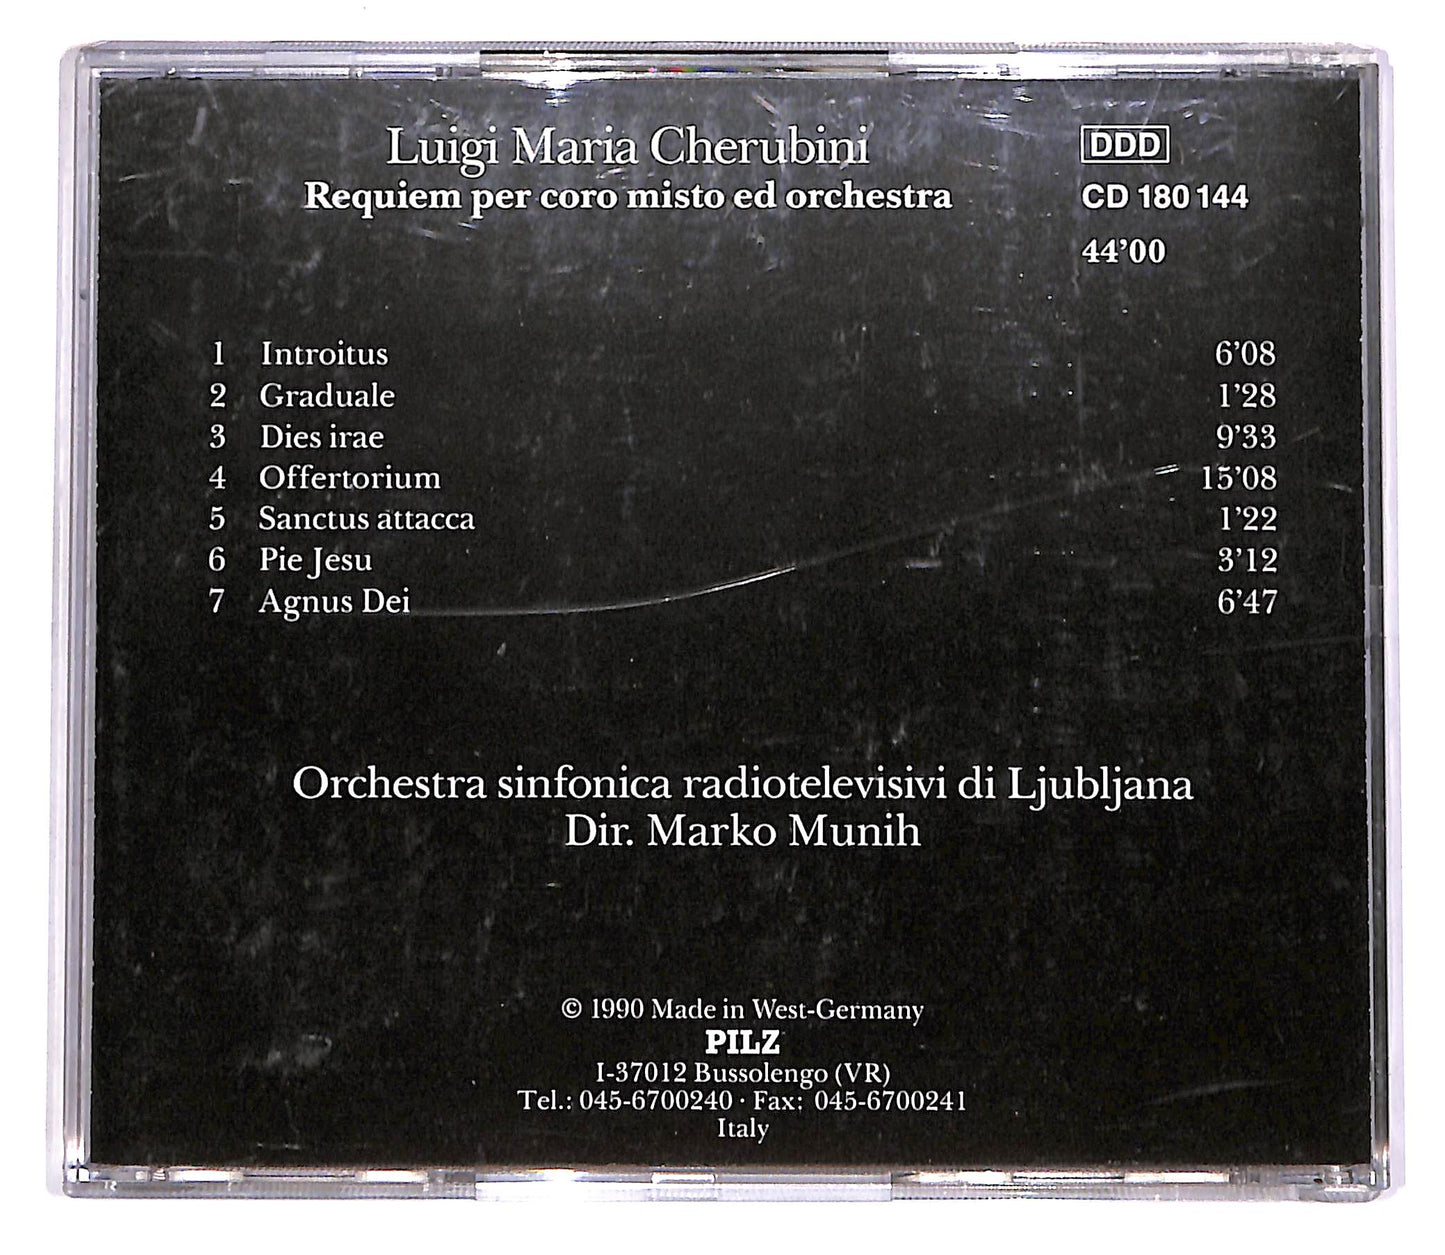 Luigi Maria Cherubini
Requiem per coro misto ed orchestra
DDD
CD 180 144
44’00
1 Introitus 6’08
2 Graduale 1’28
3 Dies irae 9’33
4 Offertorium 15’08
5 Sanctus attacca 1’22
6 Pie Jesu 3’12
7 Agnus Dei 6’47
Orchestra sinfonica radiotelevisivi di Ljubljana
Dir. Marko Munih
© 1990 Made in West-Germany
PILZ
I-37012 Bussolengo (VR)
Tel.: 045-6700240 · Fax: 045-6700241
Italy